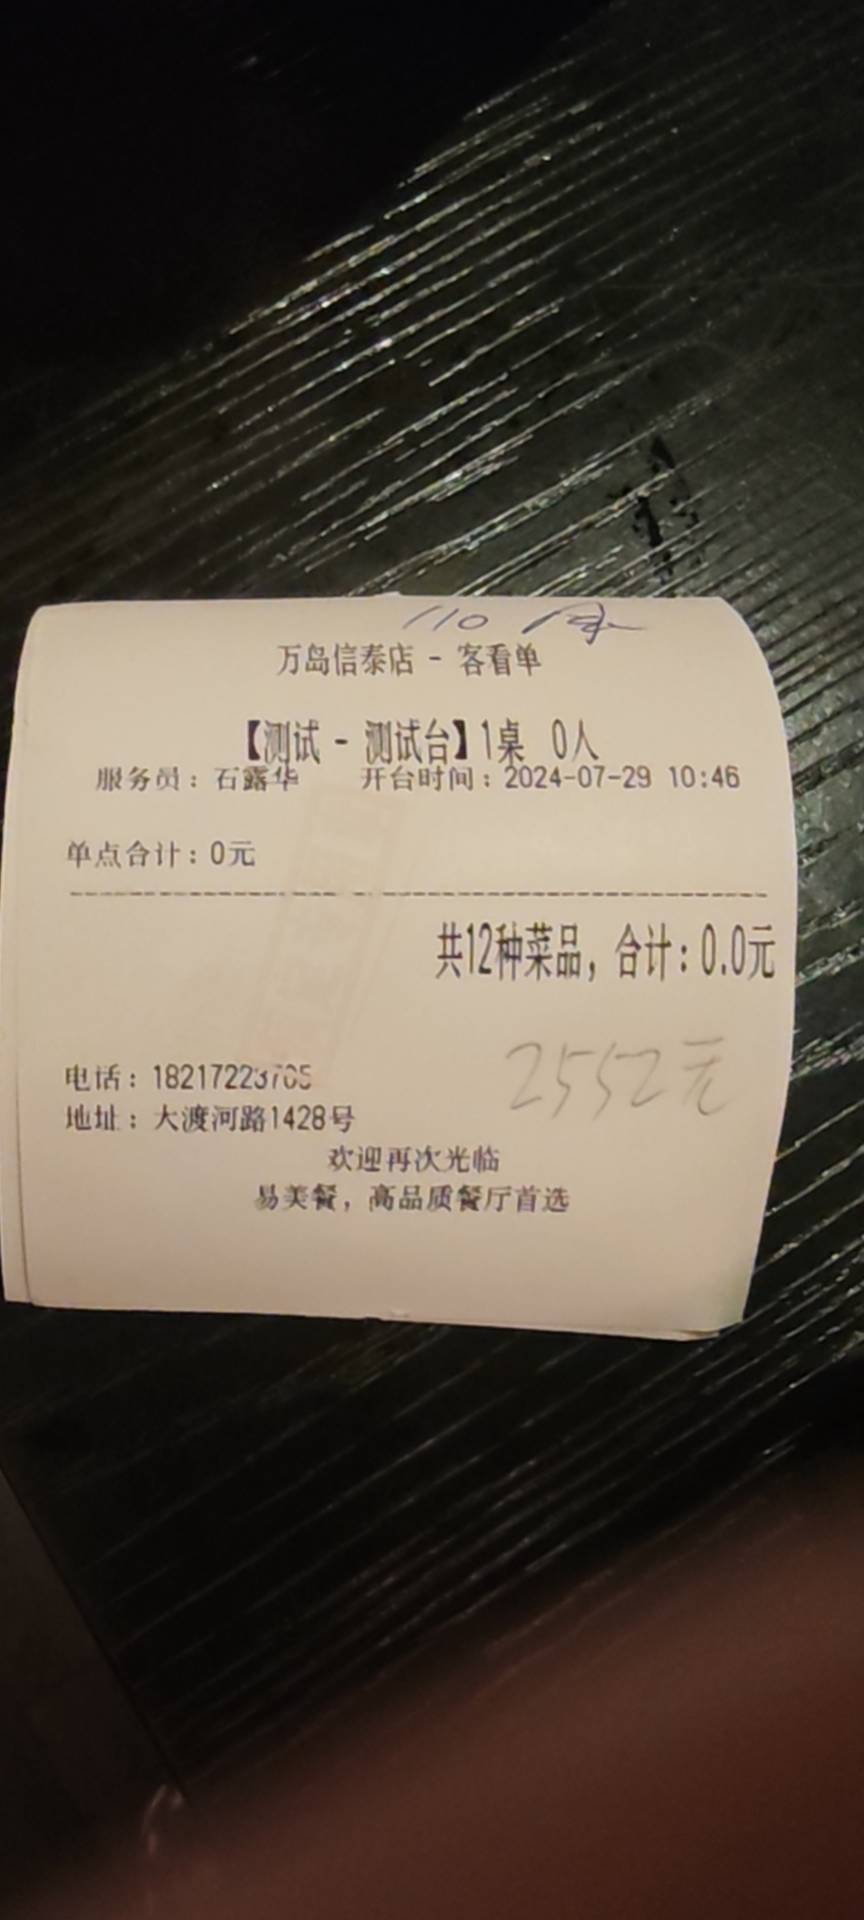 110
万岛信泰店 - 客看单
【测试 - 测试台】1桌 0人
服务员：石露华 开台时间：2024-07-29 10:46
单点合计：0元
共12种菜品，合计：0.0元
2552元
电话：18217223705
地址：大渡河路1428号
欢迎再次光临
易美餐，高品质餐厅首选